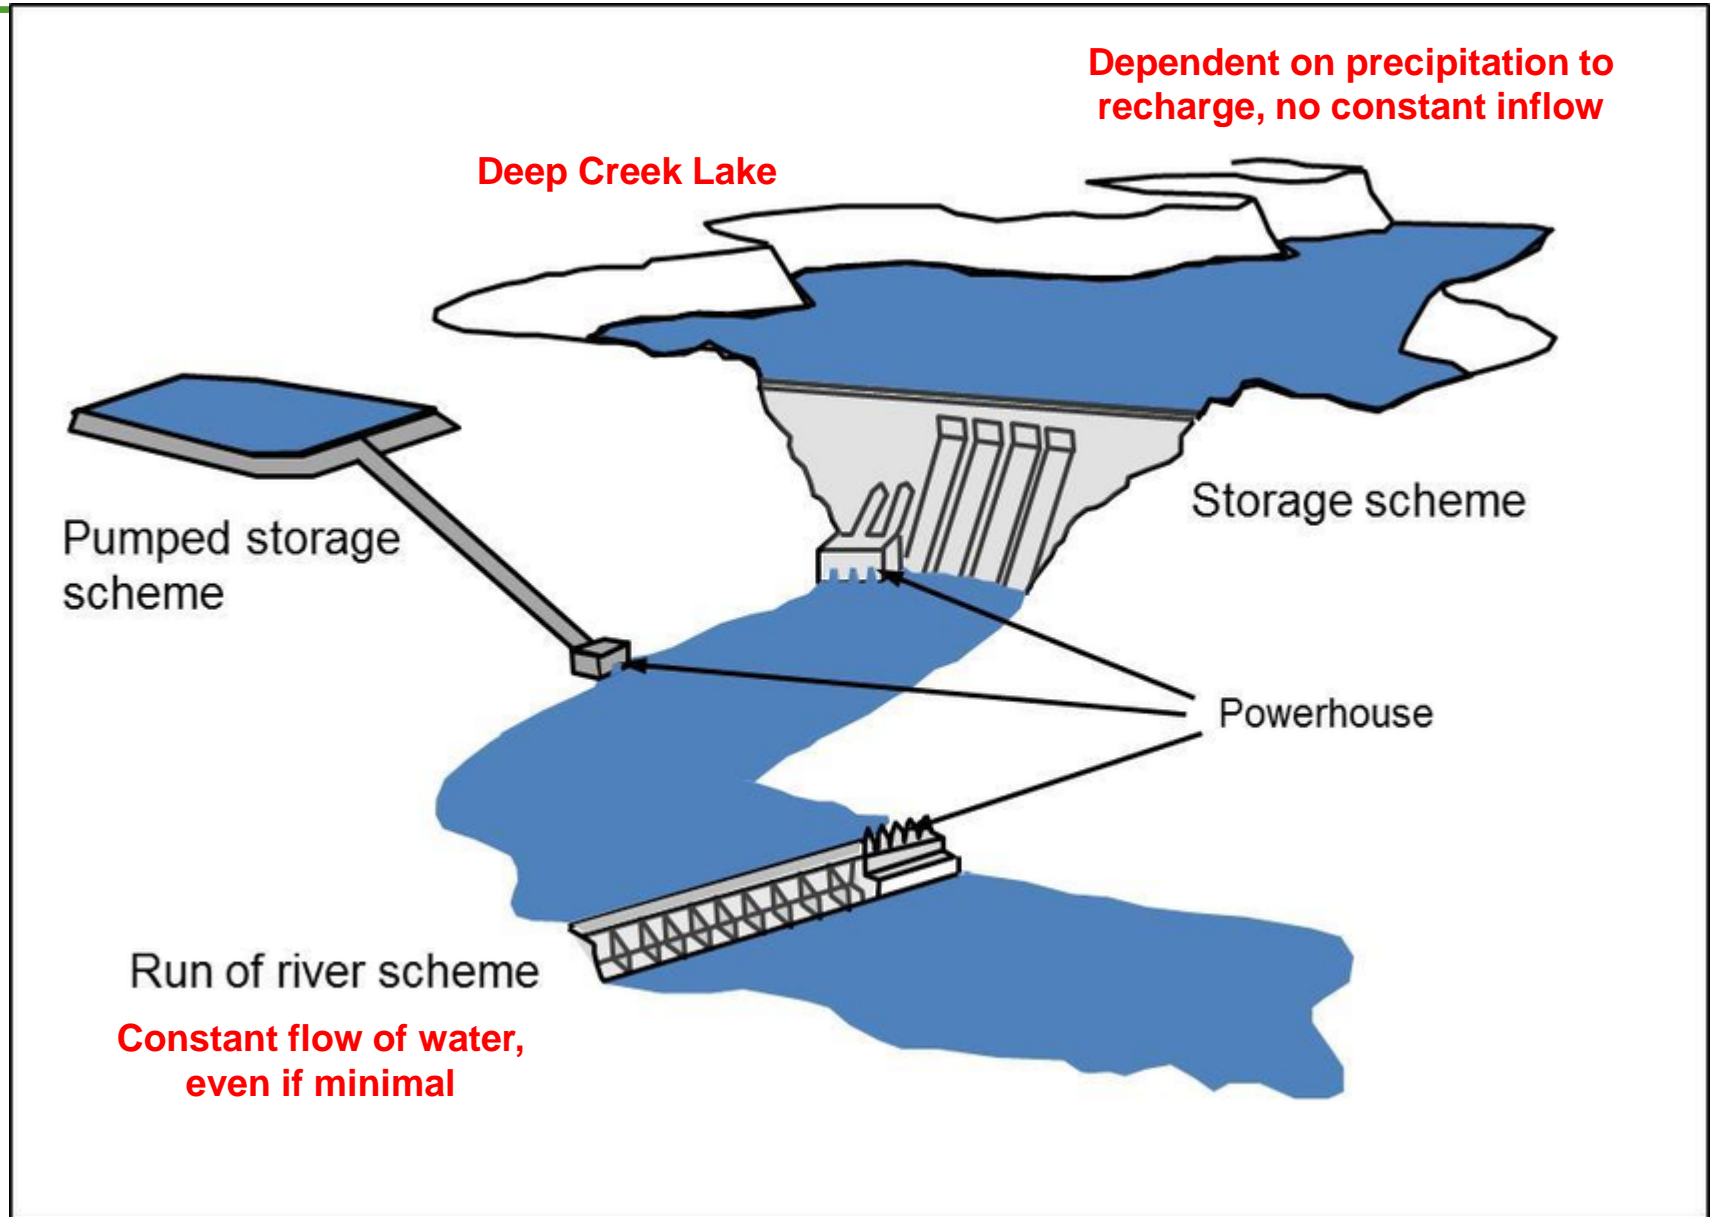 Dependent on precipitation to
recharge, no constant inflow
Deep Creek Lake
Storage scheme
Pumped storage
scheme
Powerhouse
Run of river scheme
Constant flow of water,
even if minimal